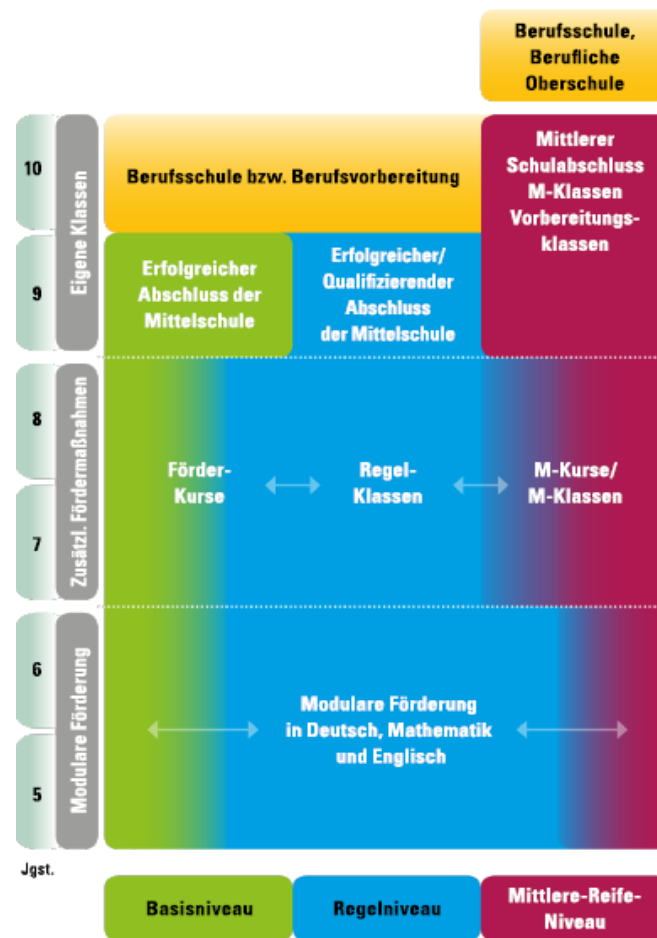 Berufsschule,
Berufliche
Oberschule
10
Eigene Klassen
Berufsschule bzw. Berufsvorbereitung
Mittlerer
Schulabschluss
M-Klassen
Vorbereitungs-
klassen
9
Erfolgreicher
Abschluss der
Mittelschule
Erfolgreicher/
Qualifizierender
Abschluss
der Mittelschule
8
Zusätzl. Fördermaßnahmen
Förder-
Kurse
Regel-
Klassen
M-Kurse/
M-Klassen
7
6
Modulare Förderung
Modulare Förderung
in Deutsch, Mathematik
und Englisch
5
Jgst.
Basisniveau
Regelniveau
Mittlere-Reife-
Niveau